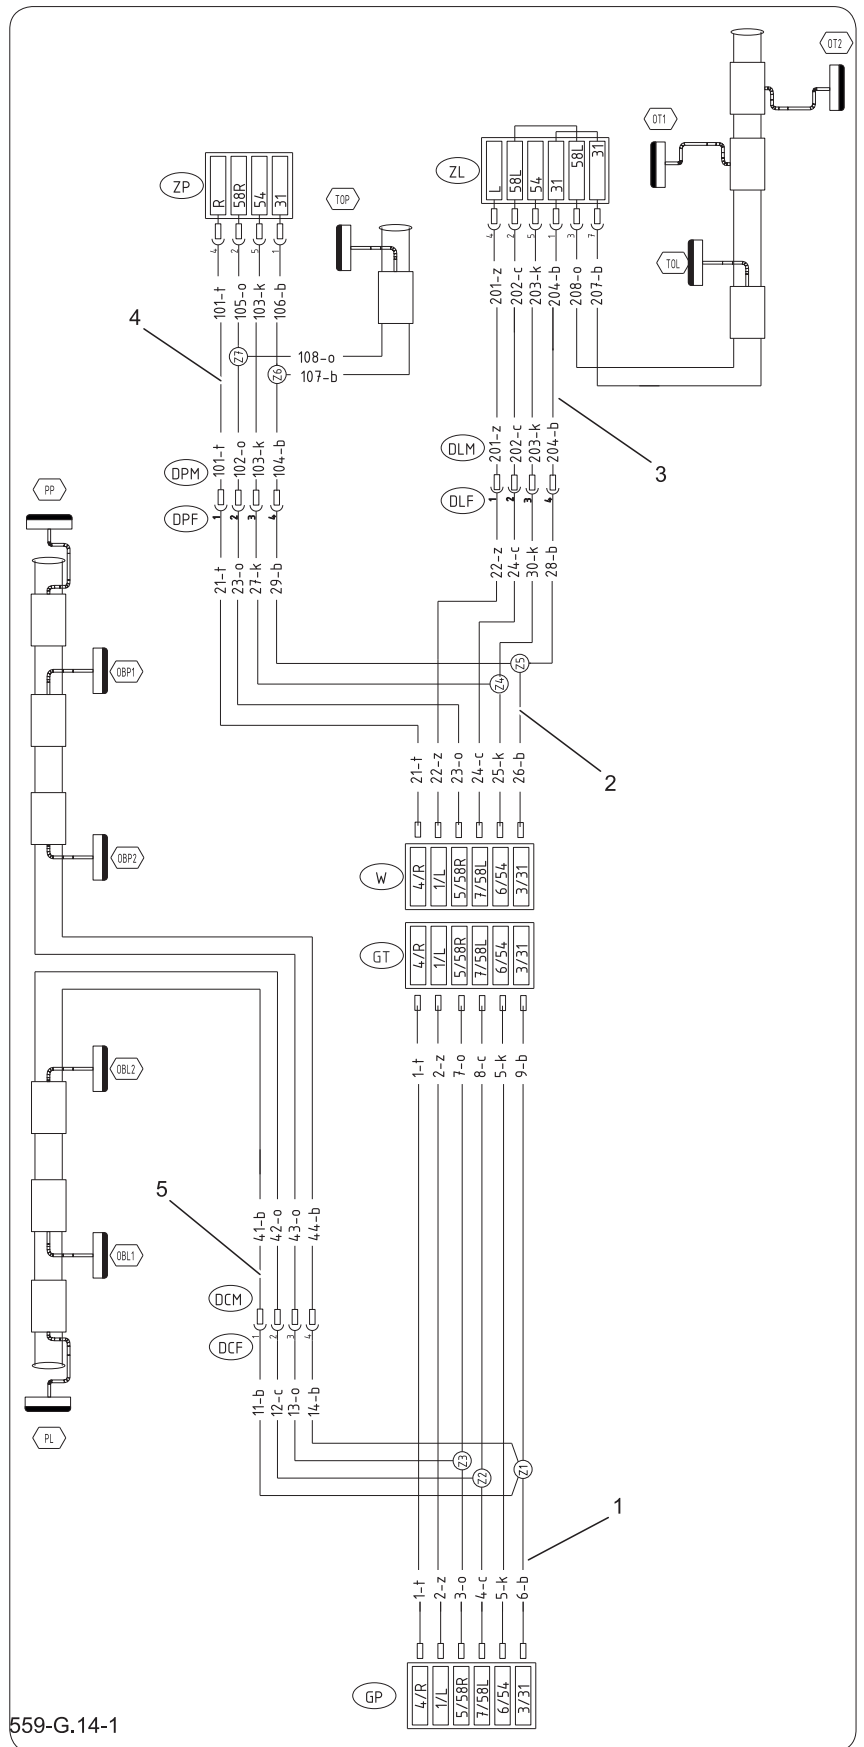 OT2
OT1
ZP
R
58R
54
31
TOP
ZL
L
58L
54
31
58L
31
4
2
5
1
4
2
5
1
3
7
TOL
101-t
105-o
103-k
106-b
201-z
202-c
203-k
204-b
208-o
207-b
4
Z7
108-o
Z6
107-b
DPM
101-t
102-o
103-k
104-b
DLM
201-z
202-c
203-k
204-b
3
PP
DPF
1
2
3
4
DLF
1
2
3
4
21-t
23-o
27-k
29-b
22-z
24-c
30-k
28-b
OBP1
Z5
Z4
21-t
22-z
23-o
24-c
25-k
26-b
2
OBP2
W
4/R
1/L
5/58R
7/58L
6/54
3/31
GT
4/R
1/L
5/58R
7/58L
6/54
3/31
OBL2
1-t
2-z
7-o
8-c
5-k
9-b
5
41-b
42-o
43-o
44-b
OBL1
DCM
DCF
1
2
3
4
11-b
12-c
13-o
14-b
PL
Z3
Z2
Z1
1
1-t
2-z
3-o
4-c
5-k
6-b
GP
4/R
1/L
5/58R
7/58L
6/54
3/31
559-G.14-1